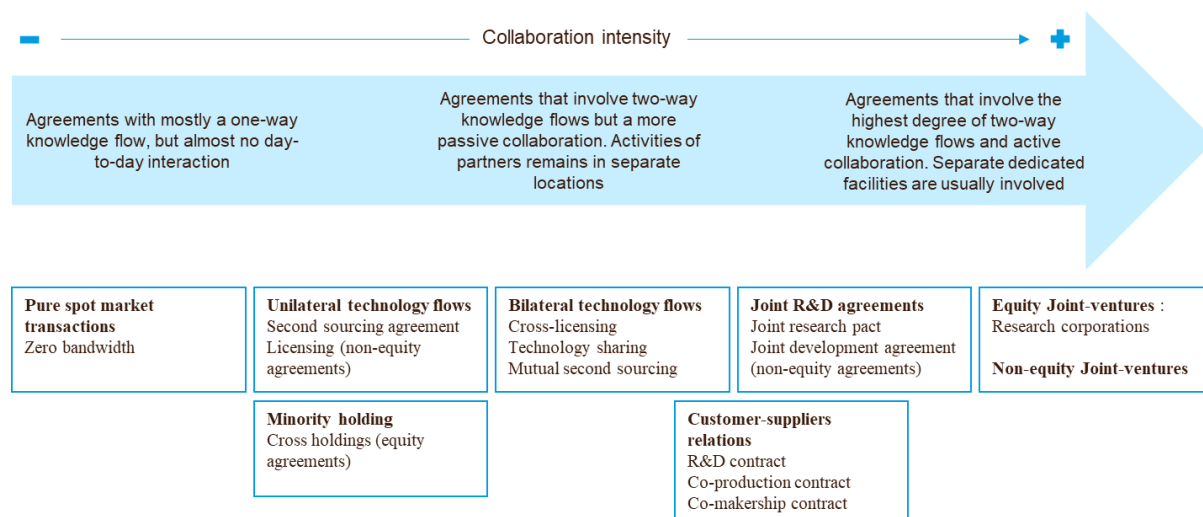 Collaboration intensity
Agreements with mostly a one-way
knowledge flow, but almost no day-
to-day interaction
Agreements that involve two-way
knowledge flows but a more
passive collaboration. Activities of
partners remains in separate
locations
Agreements that involve the
highest degree of two-way
knowledge flows and active
collaboration. Separate dedicated
facilities are usually involved
Pure spot market
transactions
Zero bandwidth
Unilateral technology flows
Second sourcing agreement
Licensing (non-equity
agreements)
Bilateral technology flows
Cross-licensing
Technology sharing
Mutual second sourcing
Joint R&D agreements
Joint research pact
Joint development agreement
(non-equity agreements)
Equity Joint-ventures :
Research corporations
Non-equity Joint-ventures
Minority holding
Cross holdings (equity
agreements)
Customer-suppliers
relations
R&D contract
Co-production contract
Co-makership contract